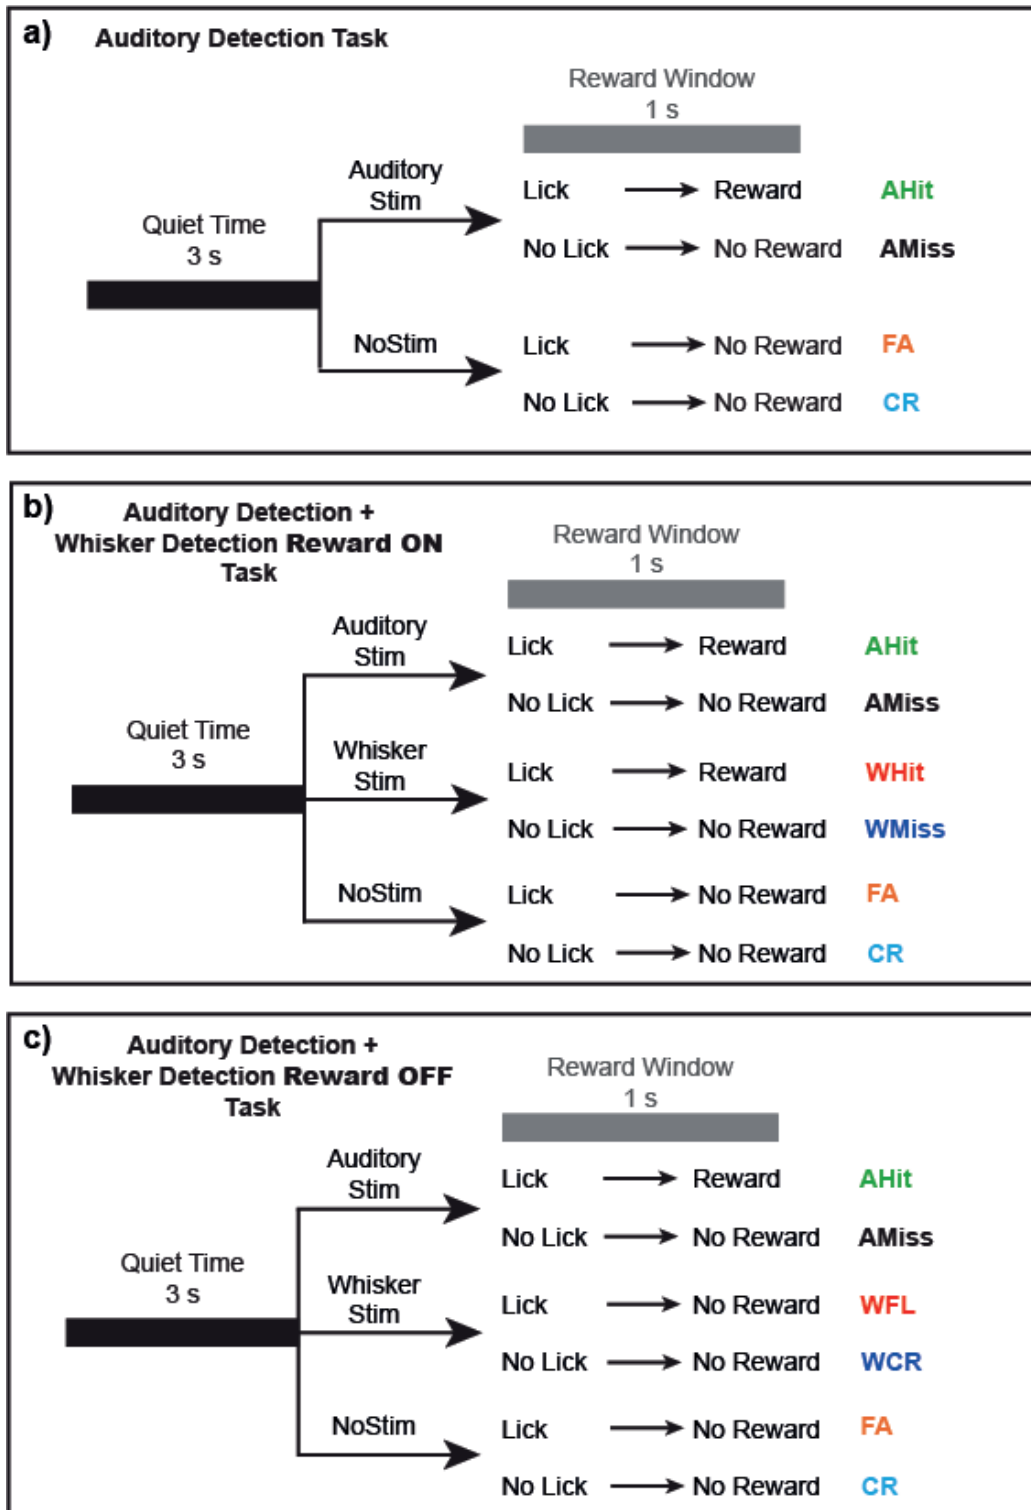 a) Auditory Detection Task
Reward Window
1 s
Auditory
Stim
Lick Reward AHit
Quiet Time
3 s
No Lick No Reward AMiss
NoStim
Lick No Reward FA
No Lick No Reward CR
b) Auditory Detection +
Whisker Detection Reward ON
Task
Reward Window
1 s
Auditory
Stim
Lick Reward AHit
No Lick No Reward AMiss
Quiet Time
3 s
Whisker
Stim
Lick Reward WHit
No Lick No Reward WMiss
NoStim
Lick No Reward FA
No Lick No Reward CR
c) Auditory Detection +
Whisker Detection Reward OFF
Task
Reward Window
1 s
Auditory
Stim
Lick Reward AHit
No Lick No Reward AMiss
Quiet Time
3 s
Whisker
Stim
Lick No Reward WFL
No Lick No Reward WCR
NoStim
Lick No Reward FA
No Lick No Reward CR